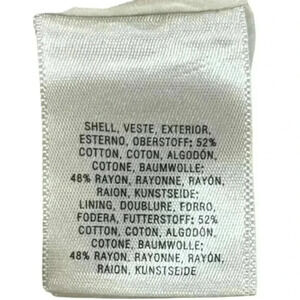 SHELL, VESTE, EXTERIOR,
ESTERNO, OBERSTOFF: 52%
COTTON, COTON, ALGODÓN,
COTONE, BAUMWOLLE;
48% RAYON, RAYONNE, RAYÓN,
RAION, KUNSTSEIDE;
LINING, DOUBLURE, FORRO,
FODERA, FUTTERSTOFF: 52%
COTTON, COTON, ALGODÓN,
COTONE, BAUMWOLLE;
48% RAYON, RAYONNE, RAYÓN,
RAION, KUNSTSEIDE